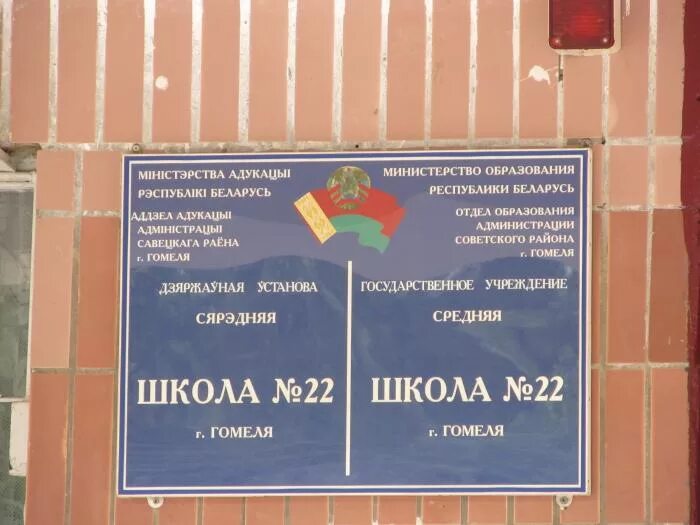 МІНІСТЭРСТВА АДУКАЦЫІ
РЭСПУБЛІКІ БЕЛАРУСЬ
АДДЗЕЛ АДУКАЦЫІ
АДМІНІСТРАЦЫІ
САВЕЦКАГА РАЁНА
г. ГОМЕЛЯ
ДЗЯРЖАЎНАЯ ЎСТАНОВА
СЯРЭДНЯЯ
ШКОЛА №22
г. ГОМЕЛЯ
МИНИСТЕРСТВО ОБРАЗОВАНИЯ
РЕСПУБЛИКИ БЕЛАРУСЬ
ОТДЕЛ ОБРАЗОВАНИЯ
АДМИНИСТРАЦИИ
СОВЕТСКОГО РАЙОНА
г. ГОМЕЛЯ
ГОСУДАРСТВЕННОЕ УЧРЕЖДЕНИЕ
СРЕДНЯЯ
ШКОЛА №22
г. ГОМЕЛЯ